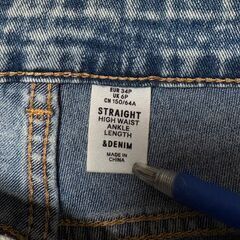 EUR 34P
UK 6P
CN 150/64A
STRAIGHT
HIGH WAIST
ANKLE
LENGTH
&DENIM
MADE IN
CHINA